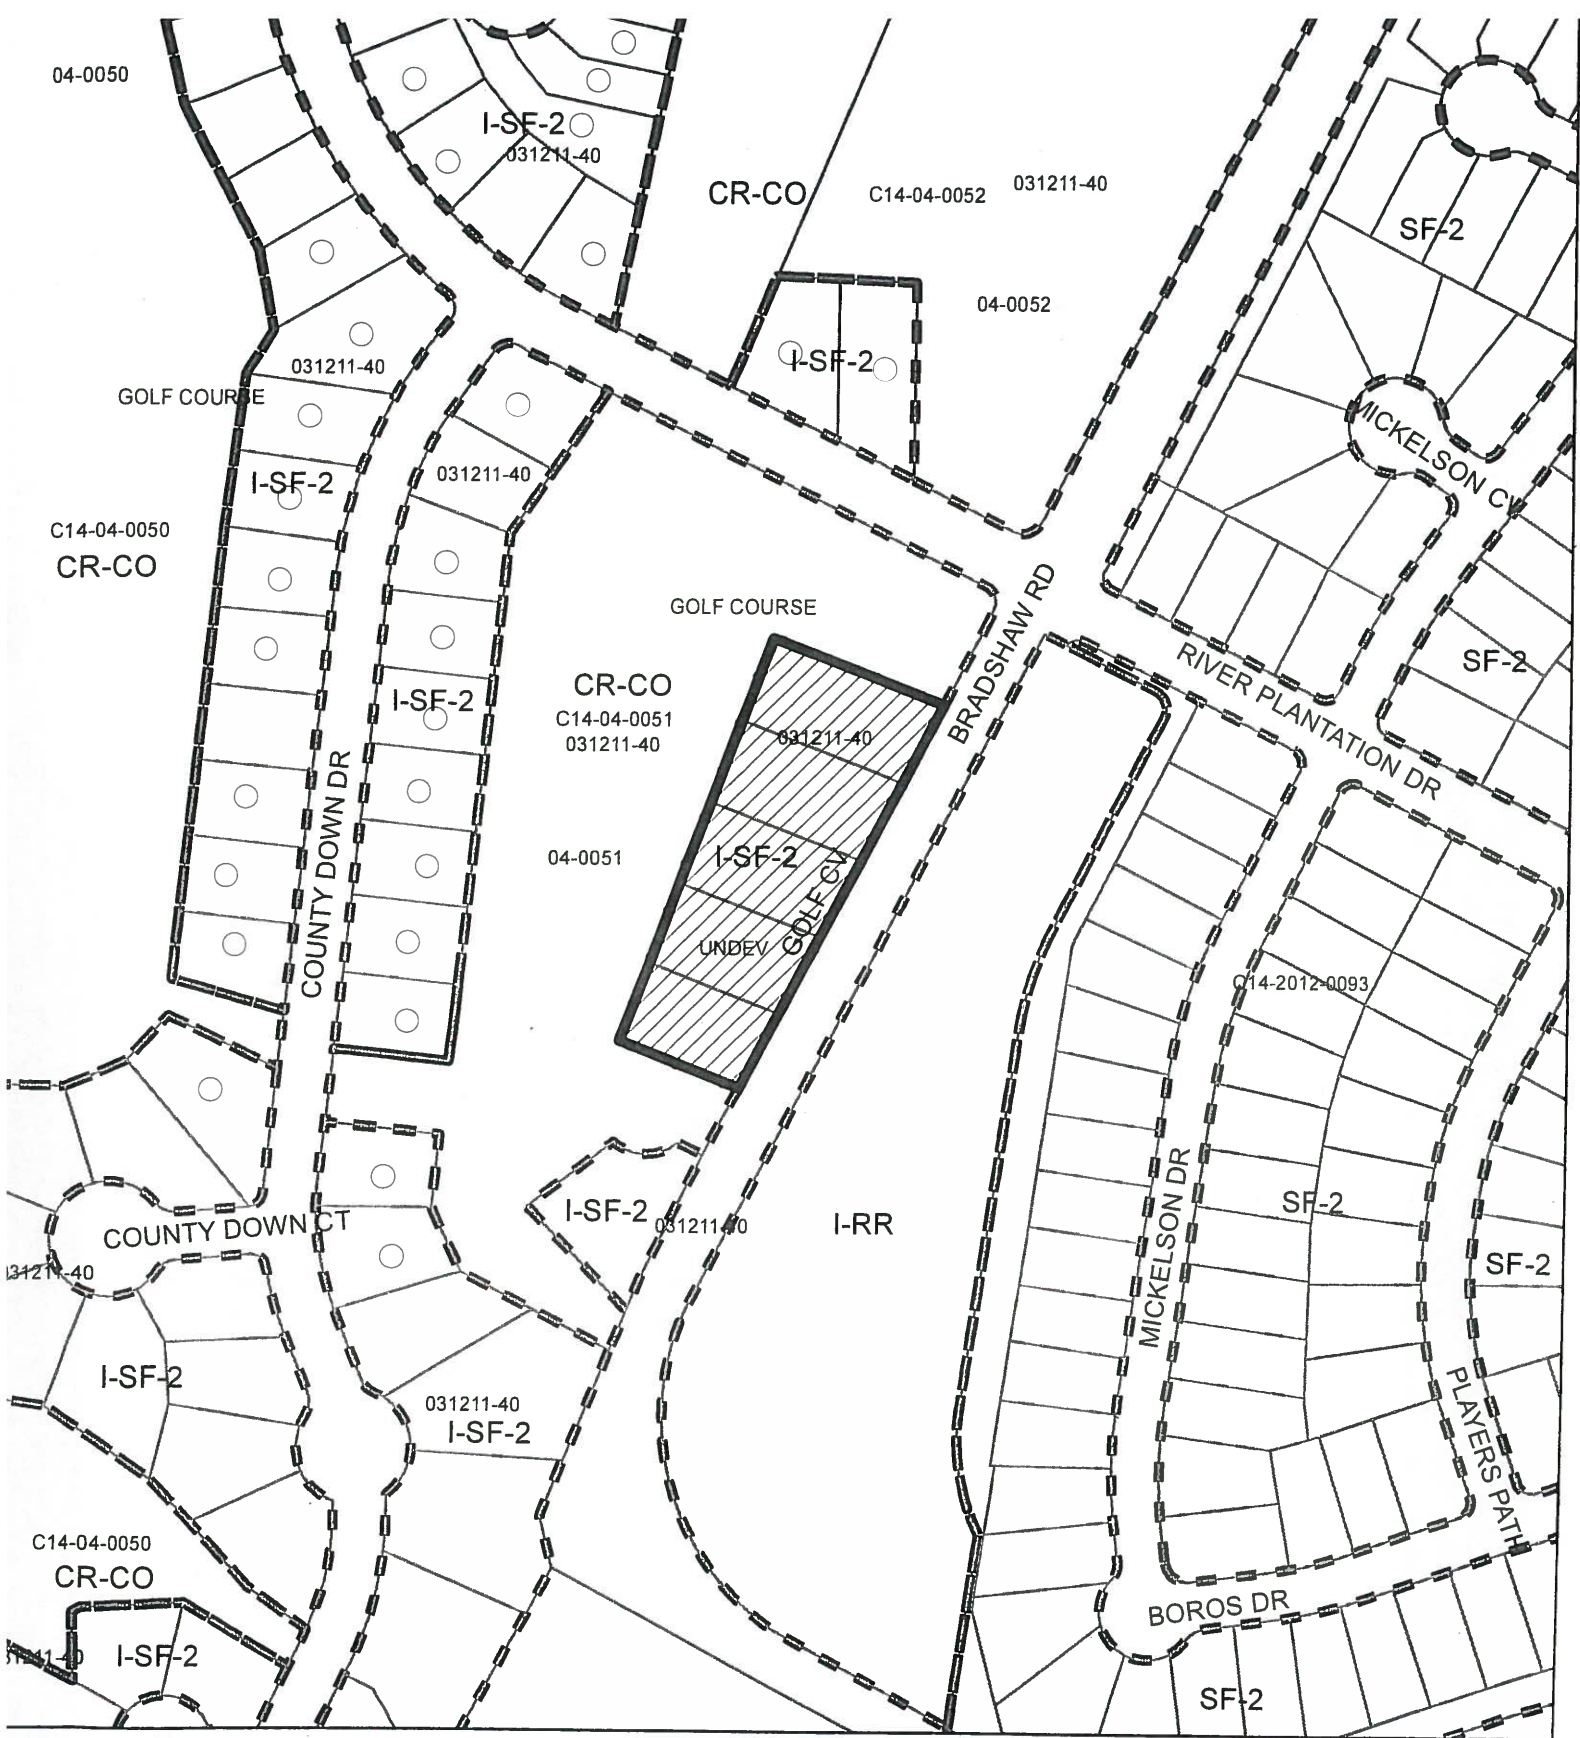 04-0050
I-SF-2
031211-40
CR-CO
C14-04-0052
031211-40
SF-2
04-0052
I-SF-2
031211-40
GOLF COURSE
MICKELSON CV
031211-40
I-SF-2
C14-04-0050
CR-CO
GOLF COURSE
BRADSHAW RD
RIVER PLANTATION DR
SF-2
CR-CO
C14-04-0051
031211-40
I-SF-2
031211-40
COUNTY DOWN DR
04-0051
I-SF-2
GOLF CV
UNDEV
C14-2012-0093
MICKELSON DR
SF-2
I-SF-2
031211-40
I-RR
COUNTY DOWN CT
SF-2
I-SF-2
031211-40
I-SF-2
PLAYERS PATH
C14-04-0050
CR-CO
BOROS DR
I-SF-2
SF-2